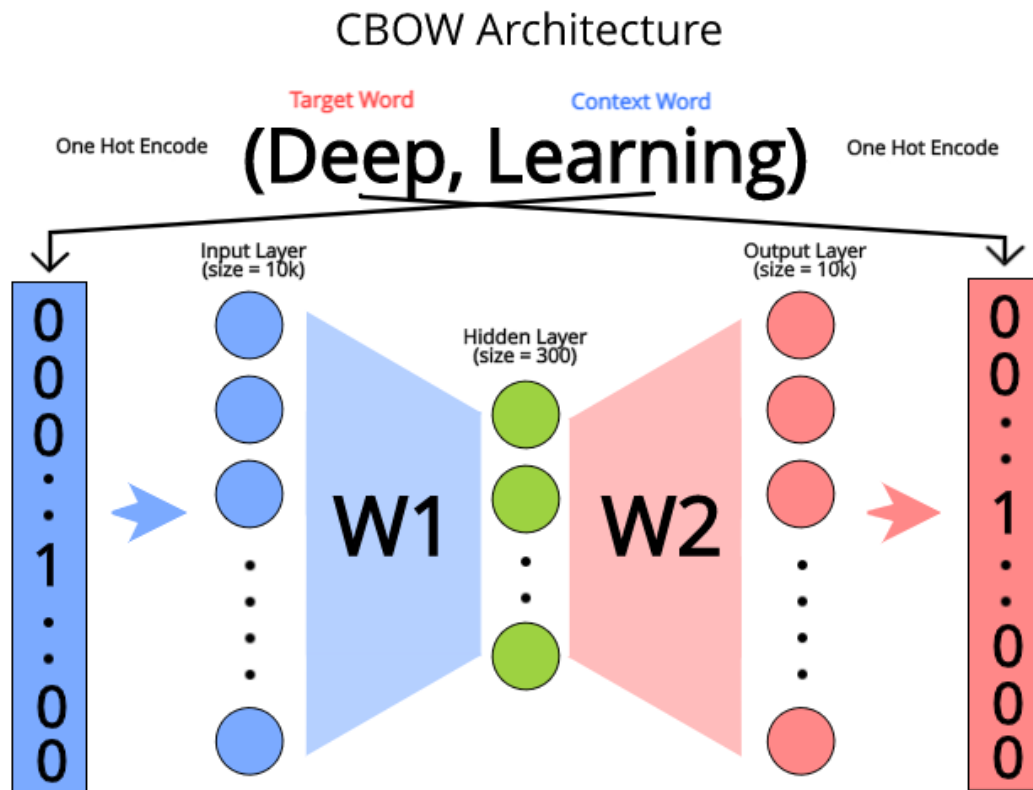 CBOW Architecture
Target Word
Context Word
One Hot Encode
(Deep, Learning)
One Hot Encode
Input Layer
(size = 10k)
Hidden Layer
(size = 300)
Output Layer
(size = 10k)
0
0
0
.
.
1
.
.
0
0
W1
W2
0
0
.
.
1
.
.
0
0
0